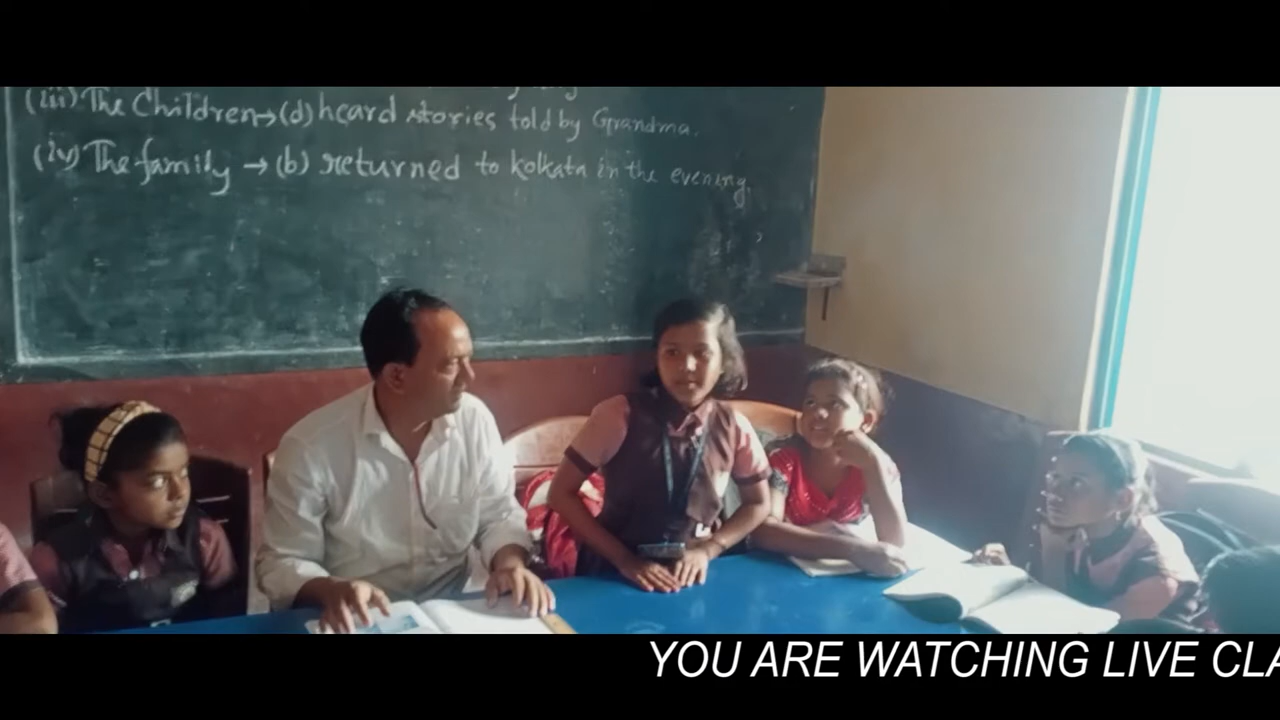 (iii) The Children→(d) heard stories told by Grandma.
(iv) The family → (b) returned to kolkata in the evening.
YOU ARE WATCHING LIVE CLA